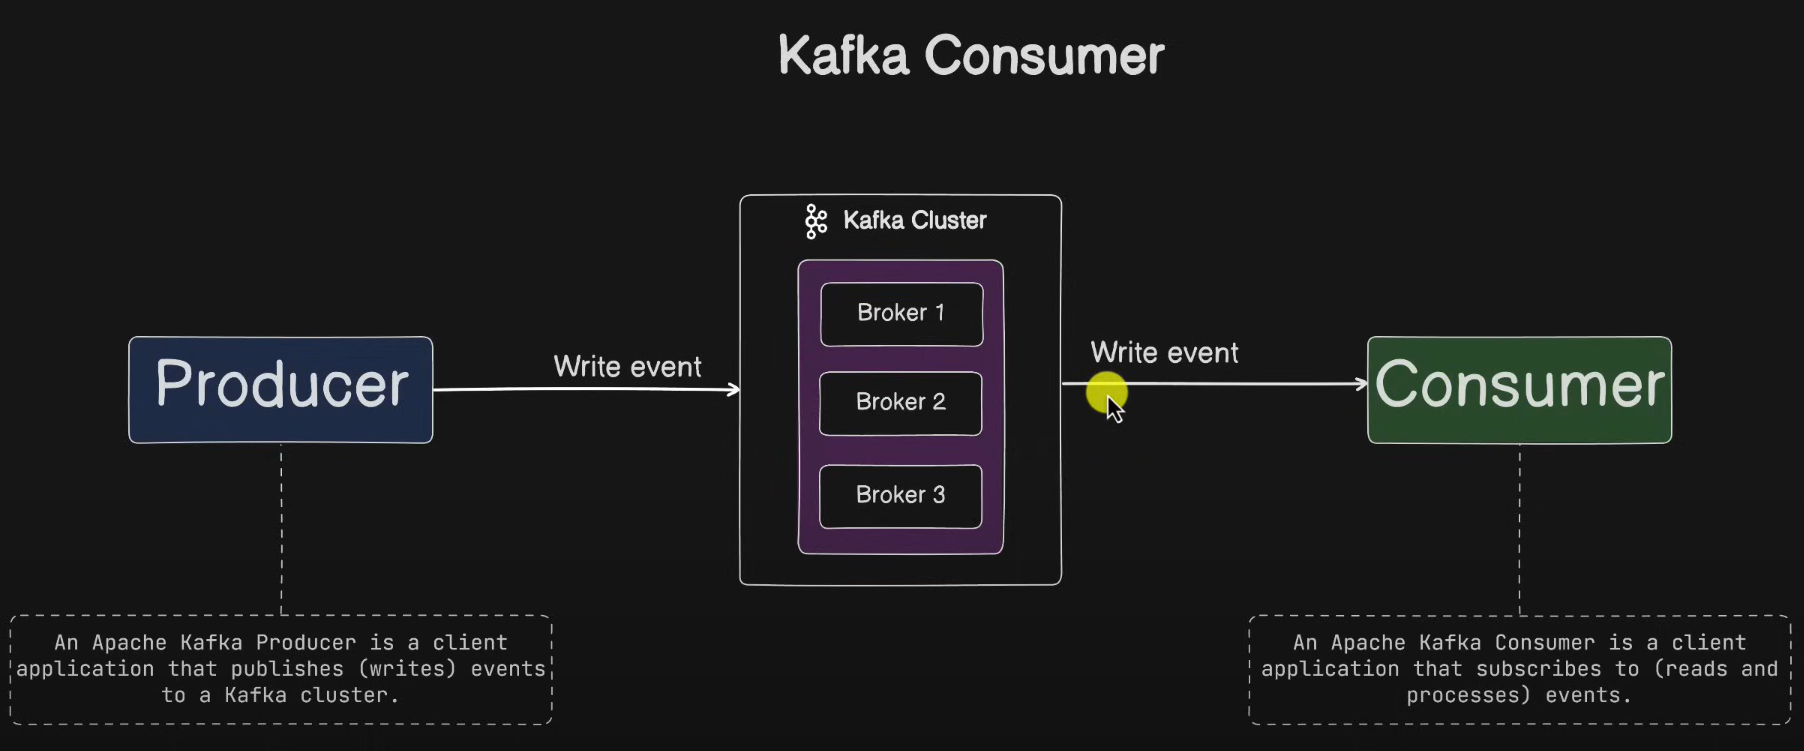 Kafka Consumer
Kafka Cluster
Broker 1
Producer
Write event
Broker 2
Write event
Consumer
Broker 3
An Apache Kafka Producer is a client
application that publishes (writes) events
to a Kafka cluster.
An Apache Kafka Consumer is a client
application that subscribes to (reads and
processes) events.